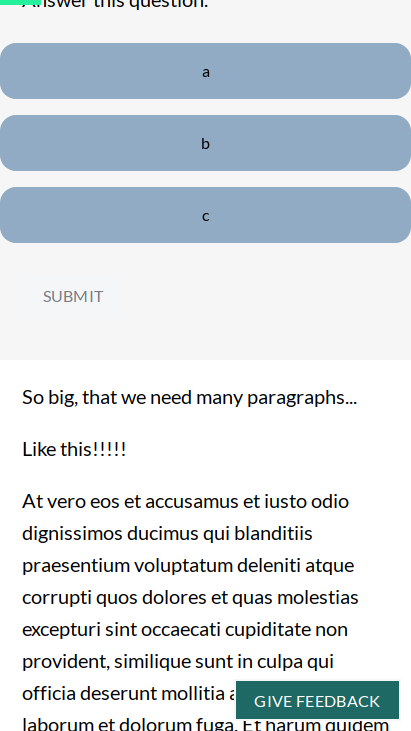 Answer this question.
a
b
c
SUBMIT
So big, that we need many paragraphs...
Like this!!!!!
At vero eos et accusamus et iusto odio
dignissimos ducimus qui blanditiis
praesentium voluptatum deleniti atque
corrupti quos dolores et quas molestias
excepturi sint occaecati cupiditate non
provident, similique sunt in culpa qui
officia deserunt mollitia
GIVE FEEDBACK
laborum et dolorum fuga. Et harum quidem